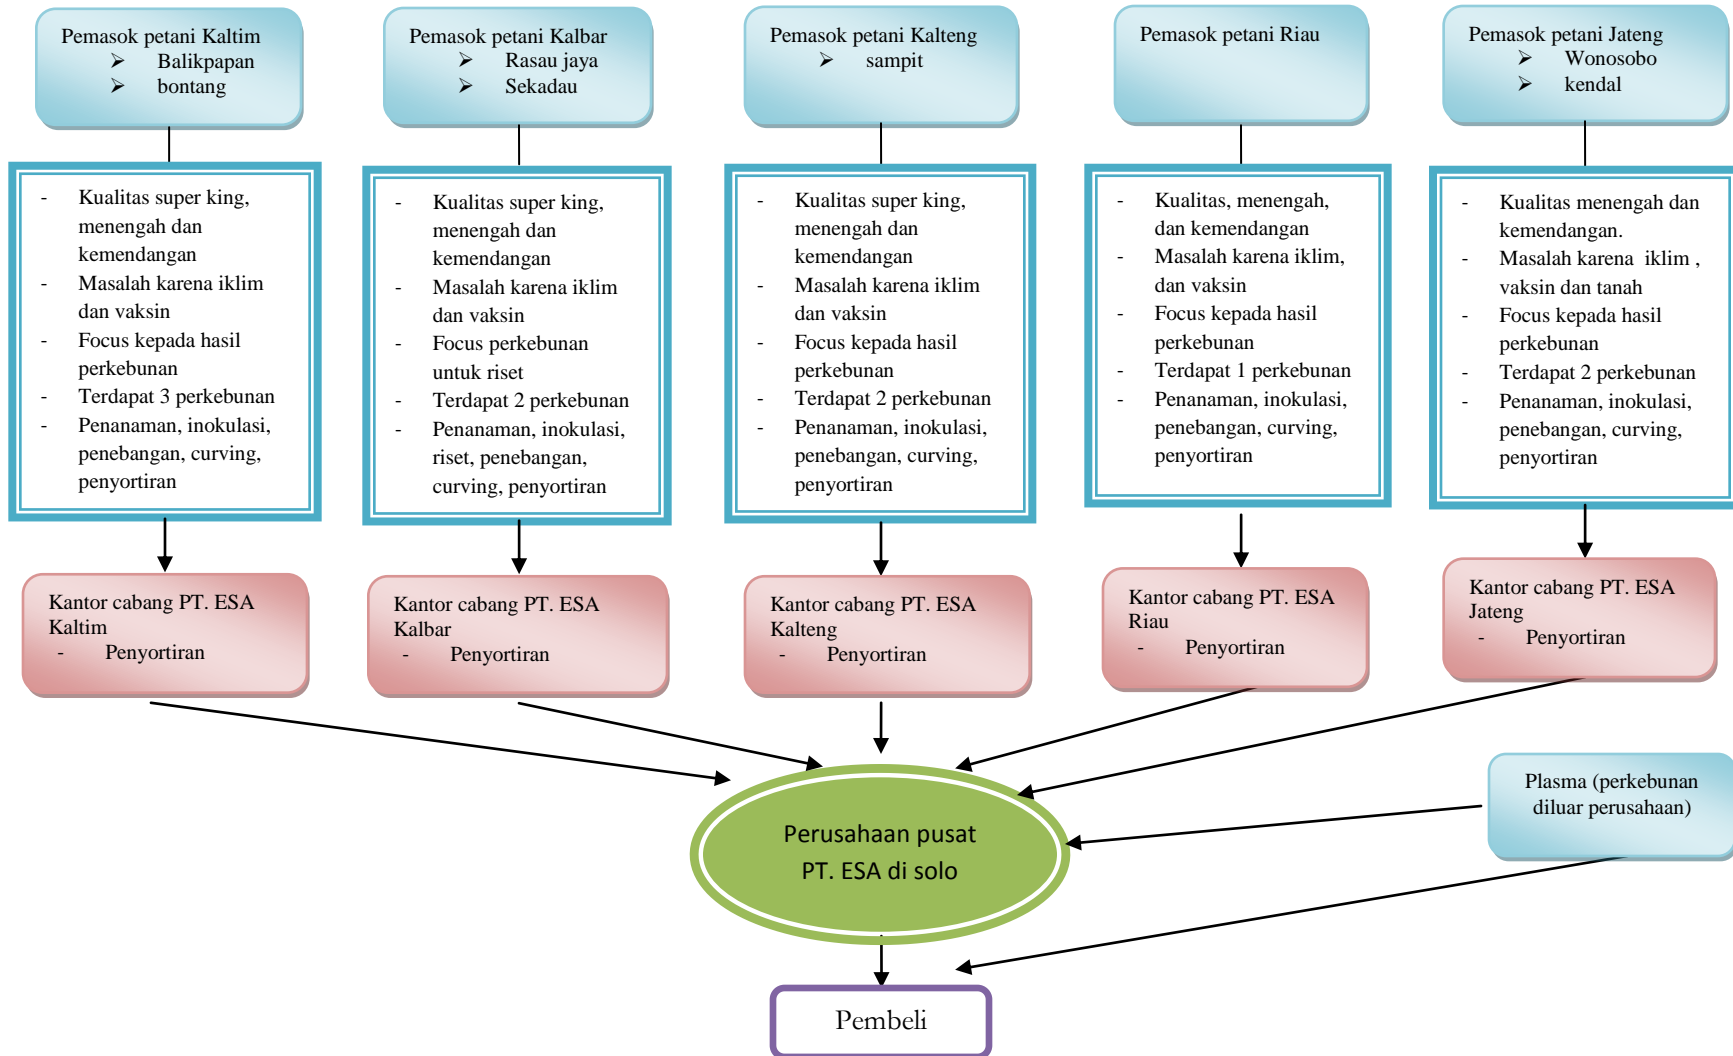 Pemasok petani Kaltim
➢ Balikpapan
➢ bontang
Pemasok petani Kalbar
➢ Rasau jaya
➢ Sekadau
Pemasok petani Kalteng
➢ sampit
Pemasok petani Riau
Pemasok petani Jateng
➢ Wonosobo
➢ kendal
- Kualitas super king,
menengah dan
kemendangan
- Masalah karena iklim
dan vaksin
- Focus kepada hasil
perkebunan
- Terdapat 3 perkebunan
- Penanaman, inokulasi,
penebangan, curving,
penyortiran
- Kualitas super king,
menengah dan
kemendangan
- Masalah karena iklim
dan vaksin
- Focus perkebunan
untuk riset
- Terdapat 2 perkebunan
- Penanaman, inokulasi,
riset, penebangan,
curving, penyortiran
- Kualitas super king,
menengah dan
kemendangan
- Masalah karena iklim
dan vaksin
- Focus kepada hasil
perkebunan
- Terdapat 2 perkebunan
- Penanaman, inokulasi,
penebangan, curving,
penyortiran
- Kualitas, menengah,
dan kemendangan
- Masalah karena iklim,
dan vaksin
- Focus kepada hasil
perkebunan
- Terdapat 1 perkebunan
- Penanaman, inokulasi,
penebangan, curving,
penyortiran
- Kualitas menengah dan
kemendangan.
- Masalah karena iklim ,
vaksin dan tanah
- Focus kepada hasil
perkebunan
- Terdapat 2 perkebunan
- Penanaman, inokulasi,
penebangan, curving,
penyortiran
Kantor cabang PT. ESA
Kaltim
- Penyortiran
Kantor cabang PT. ESA
Kalbar
- Penyortiran
Kantor cabang PT. ESA
Kalteng
- Penyortiran
Kantor cabang PT. ESA
Riau
- Penyortiran
Kantor cabang PT. ESA
Jateng
- Penyortiran
Plasma (perkebunan
diluar perusahaan)
Perusahaan pusat
PT. ESA di solo
Pembeli